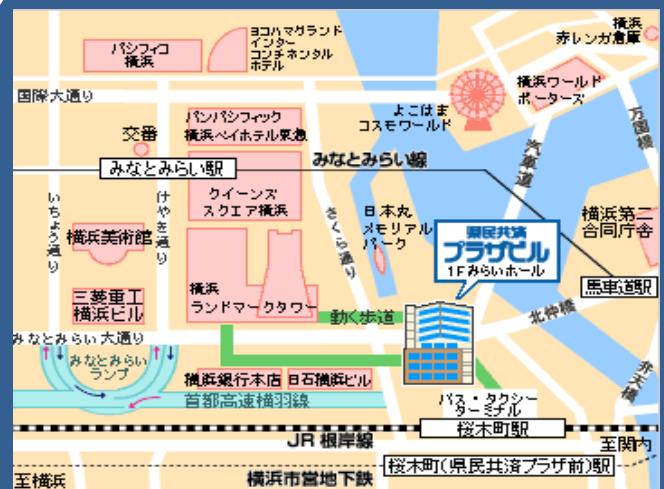 ヨコハマグランド
インター
コンチネンタル
ホテル
パシフィコ
横浜
横浜
赤レンガ倉庫
横浜ワールド
ポーターズ
国際大通り
よこはま
コスモワールド
万国橋
パンパシフィック
横浜ベイホテル東急
交番
汽車道
みなとみらい駅
みなとみらい線
いちょう通り
けやき通り
クイーンズ
スクエア横浜
さくら通り
日本丸
メモリアル
パーク
横浜第二
合同庁舎
県民共済
プラザビル
1Fみらいホール
横浜美術館
馬車道駅
横浜
ランドマークタワー
三菱重工
横浜ビル
動く歩道
北仲橋
みなとみらい大通り
みなとみらい
ランプ
弁天橋
横浜銀行本店
日石横浜ビル
首都高速横羽線
バス・タクシー
ターミナル
桜木町駅
JR根岸線
至関内
桜木町(県民共済プラザ前)駅
至横浜
横浜市営地下鉄